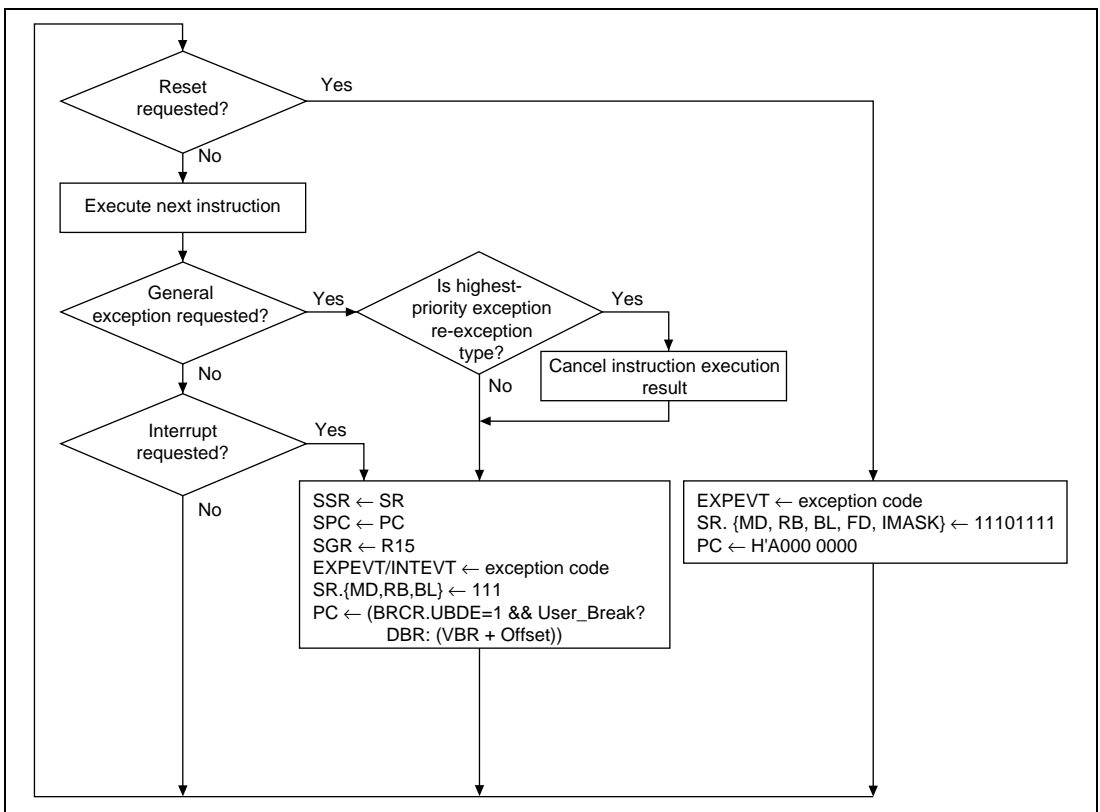 Reset
requested?
Yes
No
Execute next instruction
General
exception requested?
Yes
No
Is highest-
priority exception
re-exception
type?
Yes
No
Cancel instruction execution
result
Interrupt
requested?
Yes
No
SSR ← SR
SPC ← PC
SGR ← R15
EXPEVT/INTEVT ← exception code
SR.{MD,RB,BL} ← 111
PC ← (BRCR.UBDE=1 && User_Break?
DBR: (VBR + Offset))
EXPEVT ← exception code
SR. {MD, RB, BL, FD, IMASK} ← 11101111
PC ← H'A000 0000